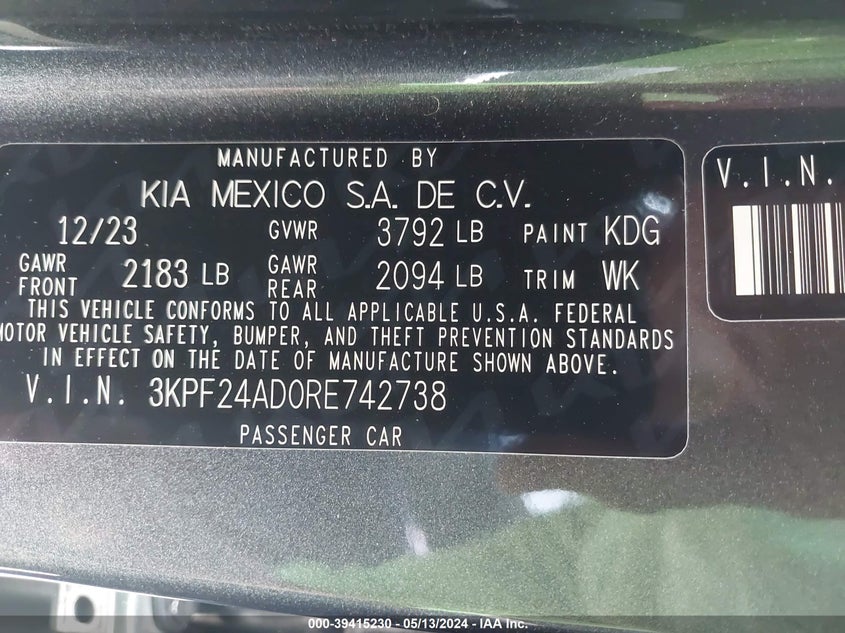 MANUFACTURED BY
KIA MEXICO S.A. DE C.V.
12/23 GVWR 3792 LB PAINT KDG
GAWR FRONT 2183 LB GAWR REAR 2094 LB TRIM WK
THIS VEHICLE CONFORMS TO ALL APPLICABLE U.S.A. FEDERAL
MOTOR VEHICLE SAFETY, BUMPER, AND THEFT PREVENTION STANDARDS
IN EFFECT ON THE DATE OF MANUFACTURE SHOWN ABOVE.
V.I.N. 3KPF24AD0RE742738
PASSENGER CAR
V.I.N.
000-39415230 - 05/13/2024 - IAA Inc.